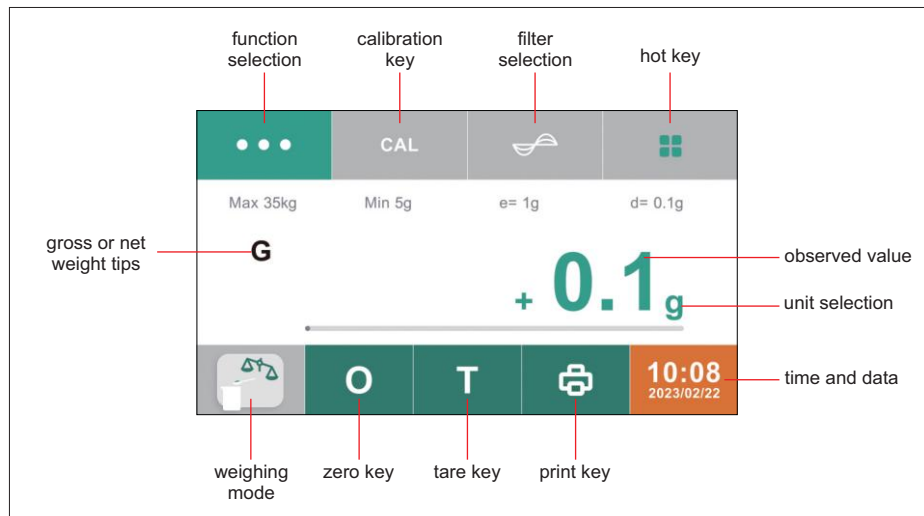 function
selection
calibration
key
filter
selection
hot key
CAL
Max 35kg
Min 5g
e= 1g
d= 0.1g
gross or net
weight tips
G
+ 0.1 g
observed value
unit selection
O
T
10:08
2023/02/22
time and data
weighing
mode
zero key
tare key
print key